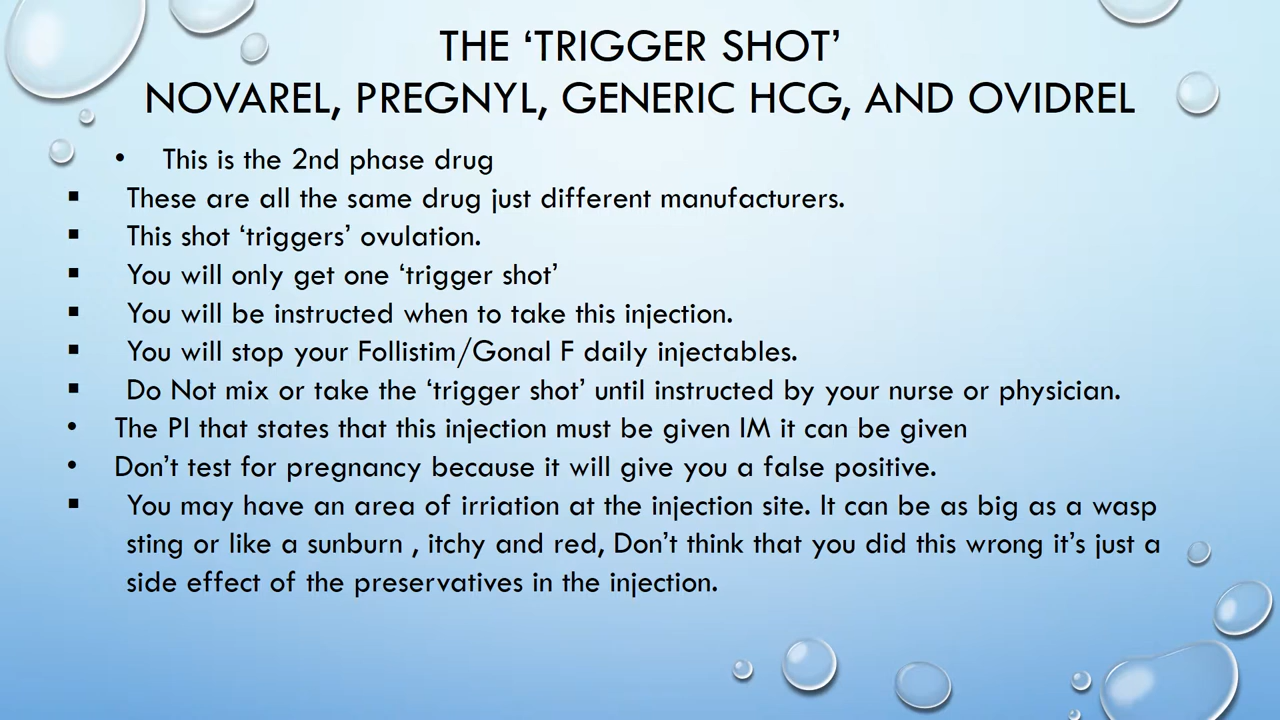 THE ‘TRIGGER SHOT’
NOVAREL, PREGNYL, GENERIC HCG, AND OVIDREL
• This is the 2nd phase drug
▪ These are all the same drug just different manufacturers.
▪ This shot ‘triggers’ ovulation.
▪ You will only get one ‘trigger shot’
▪ You will be instructed when to take this injection.
▪ You will stop your Follistim/Gonal F daily injectables.
▪ Do Not mix or take the ‘trigger shot’ until instructed by your nurse or physician.
• The PI that states that this injection must be given IM it can be given
• Don’t test for pregnancy because it will give you a false positive.
▪ You may have an area of irriation at the injection site. It can be as big as a wasp
sting or like a sunburn , itchy and red, Don’t think that you did this wrong it’s just a
side effect of the preservatives in the injection.